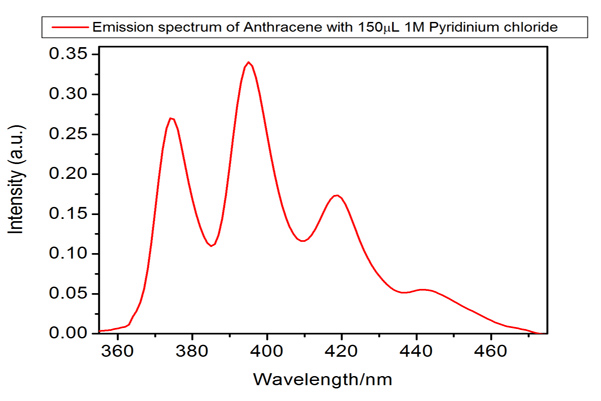 Emission spectrum of Anthracene with 150μL 1M Pyridinium chloride
0.35
0.30
0.25
0.20
0.15
0.10
0.05
0.00
Intensity (a.u.)
360 380 400 420 440 460
Wavelength/nm